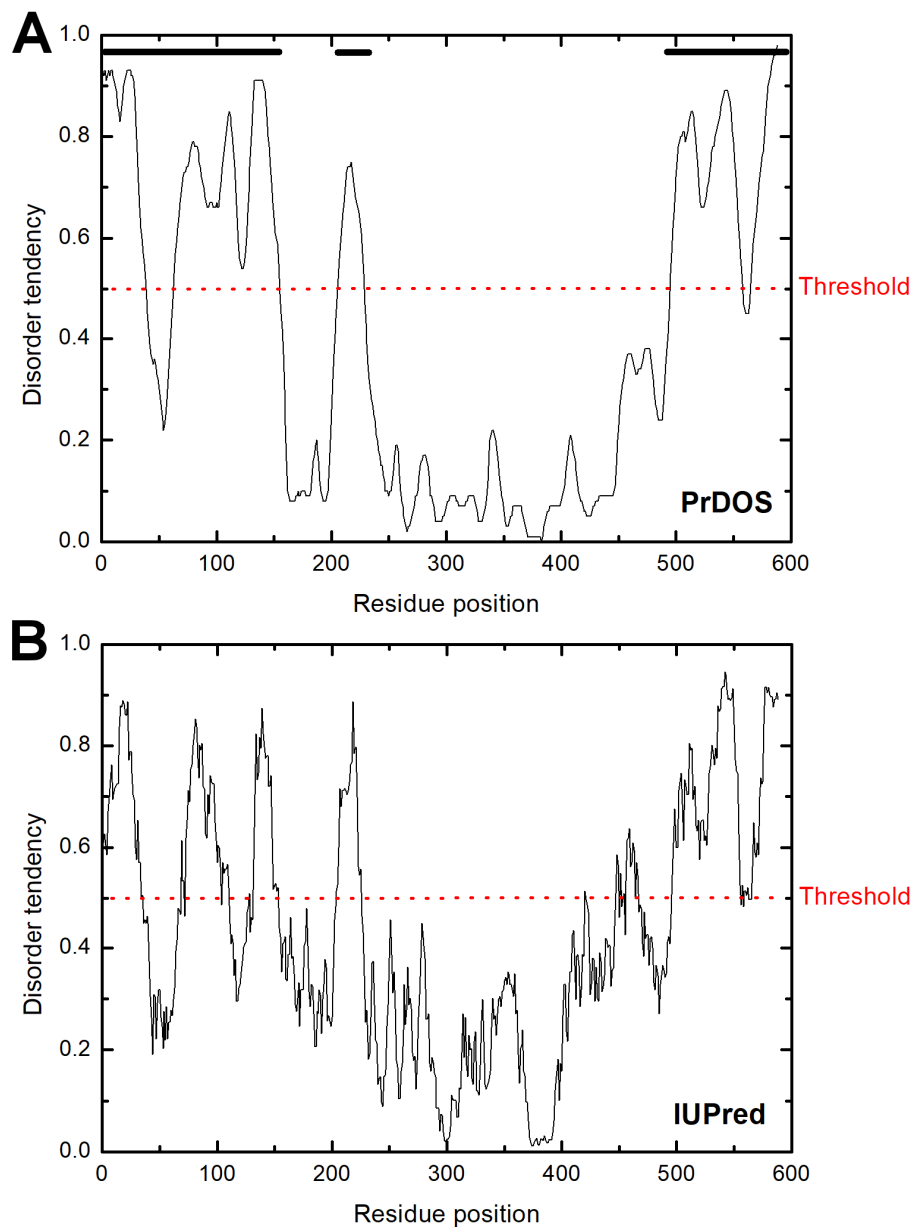 A
1.0
0.8
0.6
0.4
0.2
0.0
Disorder tendency
Threshold
PrDOS
0 100 200 300 400 500 600
Residue position
B
1.0
0.8
0.6
0.4
0.2
0.0
Disorder tendency
Threshold
IUPred
0 100 200 300 400 500 600
Residue position